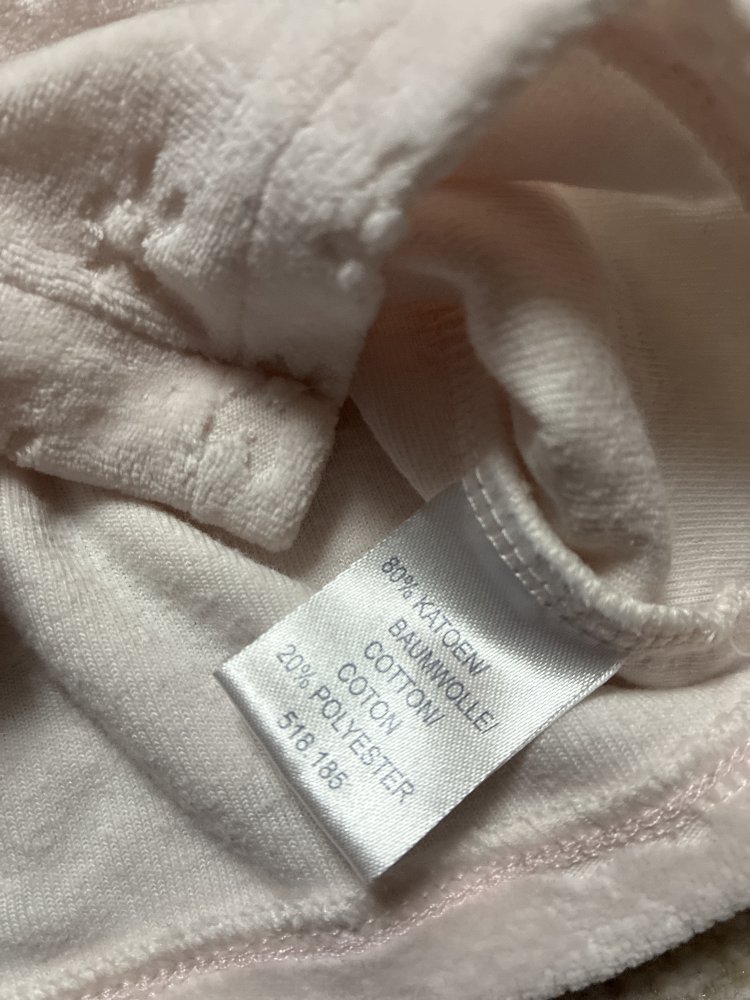 80% KATOEN/
BAUMWOLLE/
COTTON/
COTON
20% POLYESTER
518.185